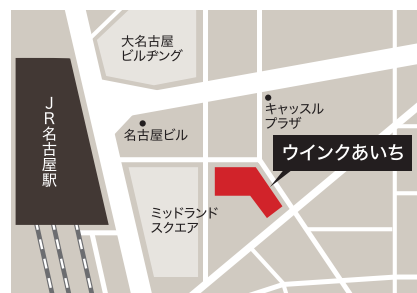 大名古屋
ビルヂング
JR名古屋駅
キャッスル
プラザ
名古屋ビル
ウインクあいち
ミッドランド
スクエア